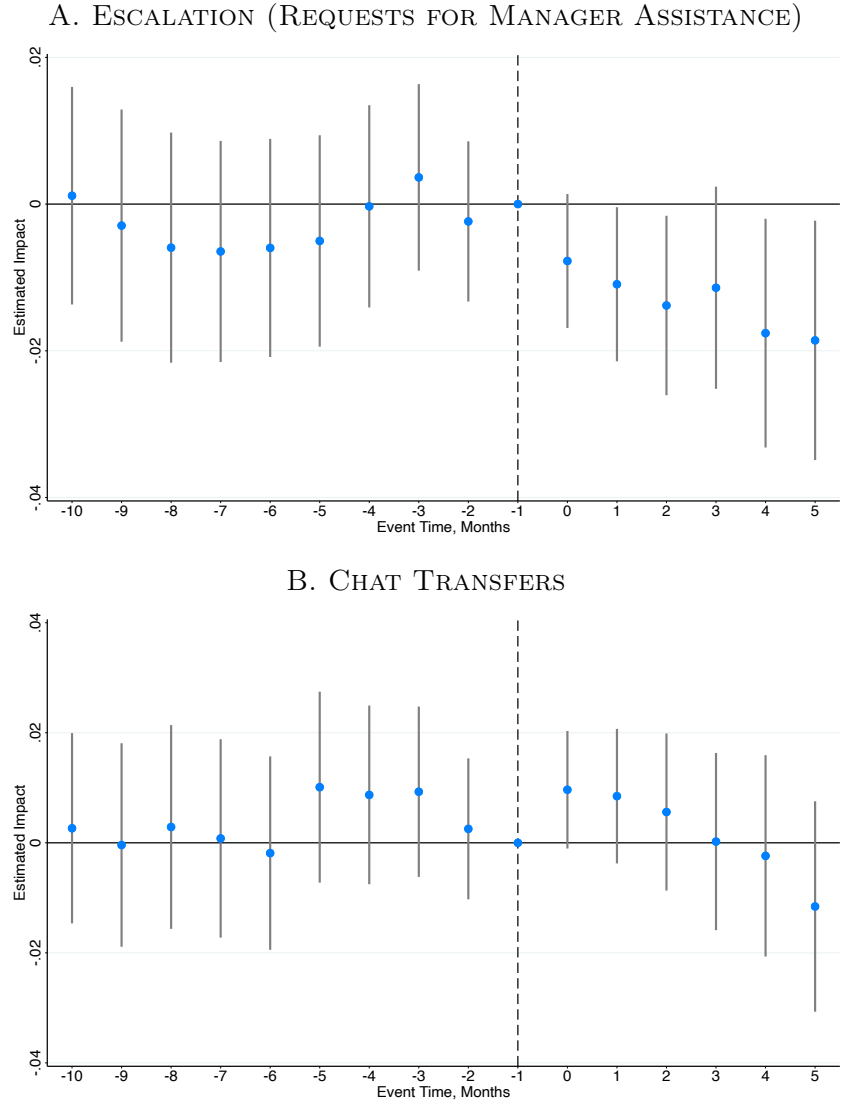 A. ESCALATION (REQUESTS FOR MANAGER ASSISTANCE)
.02
0
-.02
-.04
Estimated Impact
-10 -9 -8 -7 -6 -5 -4 -3 -2 -1 0 1 2 3 4 5
Event Time, Months
B. CHAT TRANSFERS
.04
.02
0
-.02
-.04
Estimated Impact
-10 -9 -8 -7 -6 -5 -4 -3 -2 -1 0 1 2 3 4 5
Event Time, Months